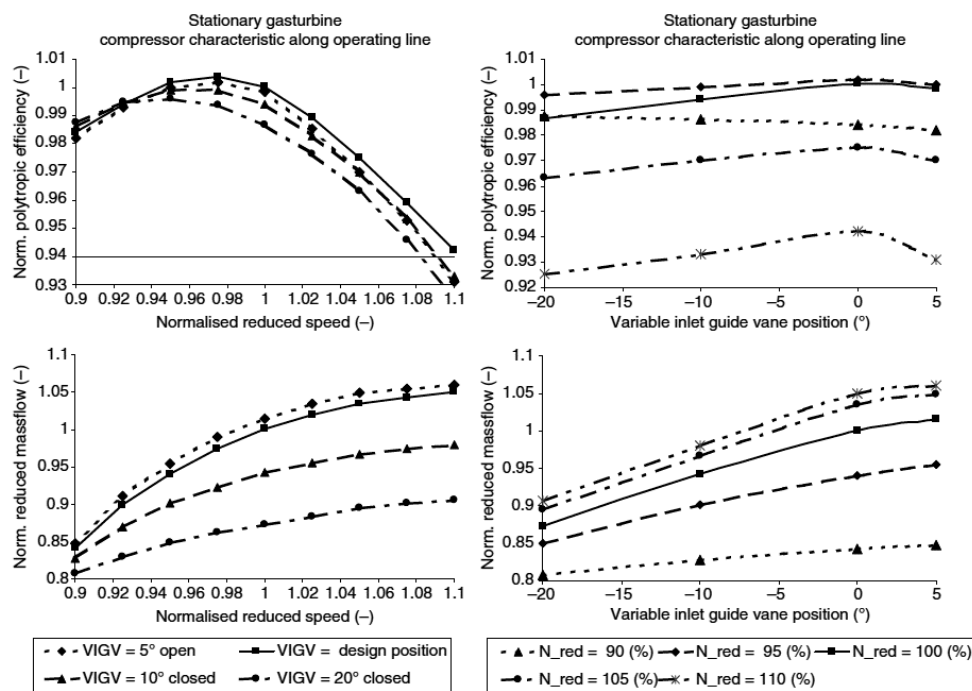 Stationary gasturbine
compressor characteristic along operating line
Norm. polytropic efficiency (–)
1.01
1
0.99
0.98
0.97
0.96
0.95
0.94
0.93
0.9 0.92 0.94 0.96 0.98 1 1.02 1.04 1.06 1.08 1.1
Normalised reduced speed (–)
Stationary gasturbine
compressor characteristic along operating line
Norm. polytropic efficiency (–)
1.01
1
0.99
0.98
0.97
0.96
0.95
0.94
0.93
0.92
–20 –15 –10 –5 0 5
Variable inlet guide vane position (°)
Norm. reduced massflow (–)
1.1
1.05
1
0.95
0.9
0.85
0.8
0.9 0.92 0.94 0.96 0.98 1 1.02 1.04 1.06 1.08 1.1
Normalised reduced speed (–)
Norm. reduced massflow (–)
1.1
1.05
1
0.95
0.9
0.85
0.8
–20 –15 –10 –5 0 5
Variable inlet guide vane position (°)
VIGV = 5° open VIGV = design position
VIGV = 10° closed VIGV = 20° closed
N_red = 90 (%) N_red = 95 (%) N_red = 100 (%)
N_red = 105 (%) N_red = 110 (%)